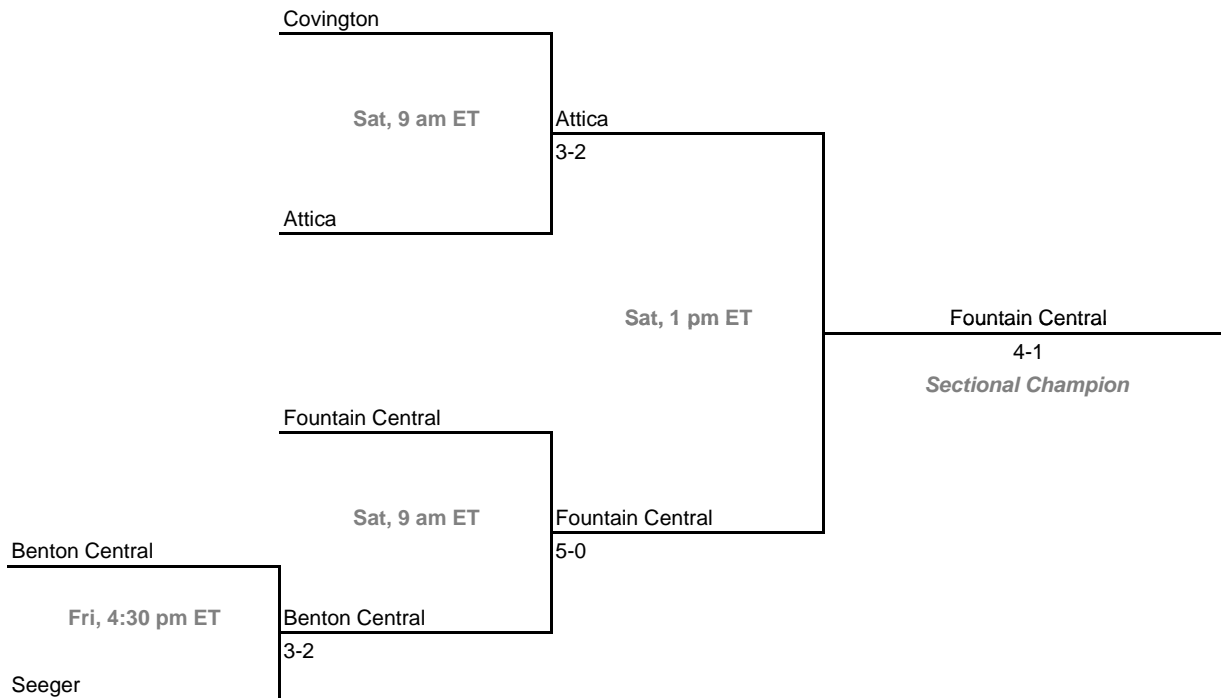 Covington
Sat, 9 am ET
Attica
3-2
Attica
Sat, 1 pm ET
Fountain Central
4-1
Sectional Champion
Fountain Central
Sat, 9 am ET
Fountain Central
5-0
Benton Central
Fri, 4:30 pm ET
Benton Central
3-2
Seeger